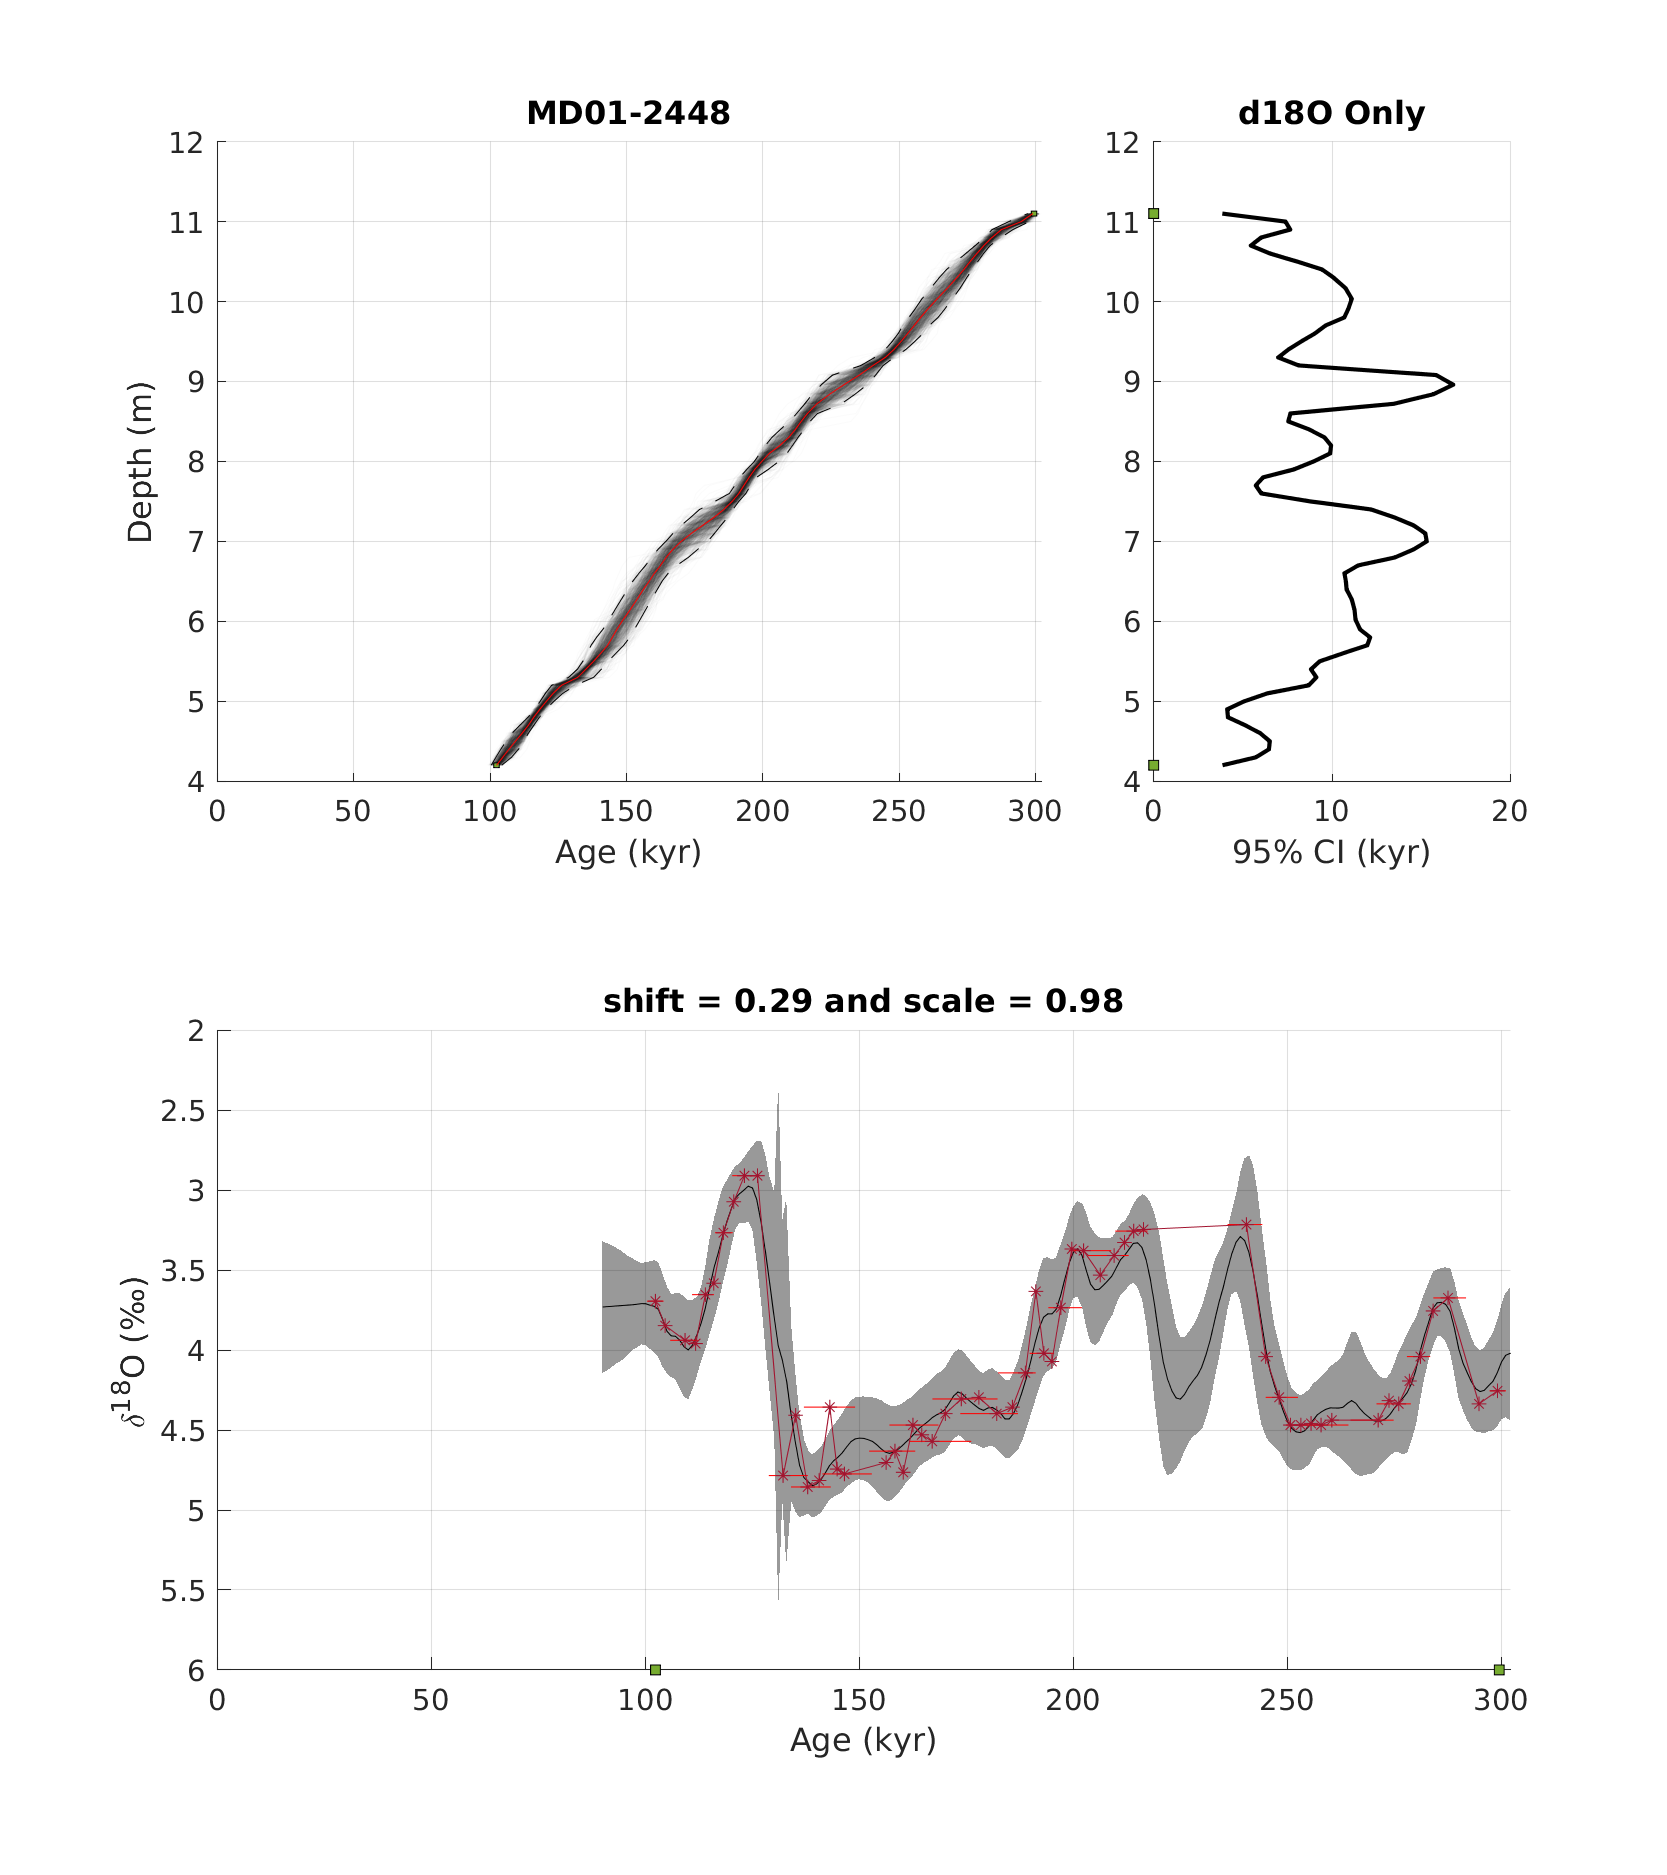 MD01-2448
d18O Only
12
11
10
9
8
7
6
5
4
Depth (m)
0 50 100 150 200 250 300
Age (kyr)
12
11
10
9
8
7
6
5
4
0 10 20
95% CI (kyr)
shift = 0.29 and scale = 0.98
2
2.5
3
3.5
4
4.5
5
5.5
6
δ18O (‰)
0 50 100 150 200 250 300
Age (kyr)